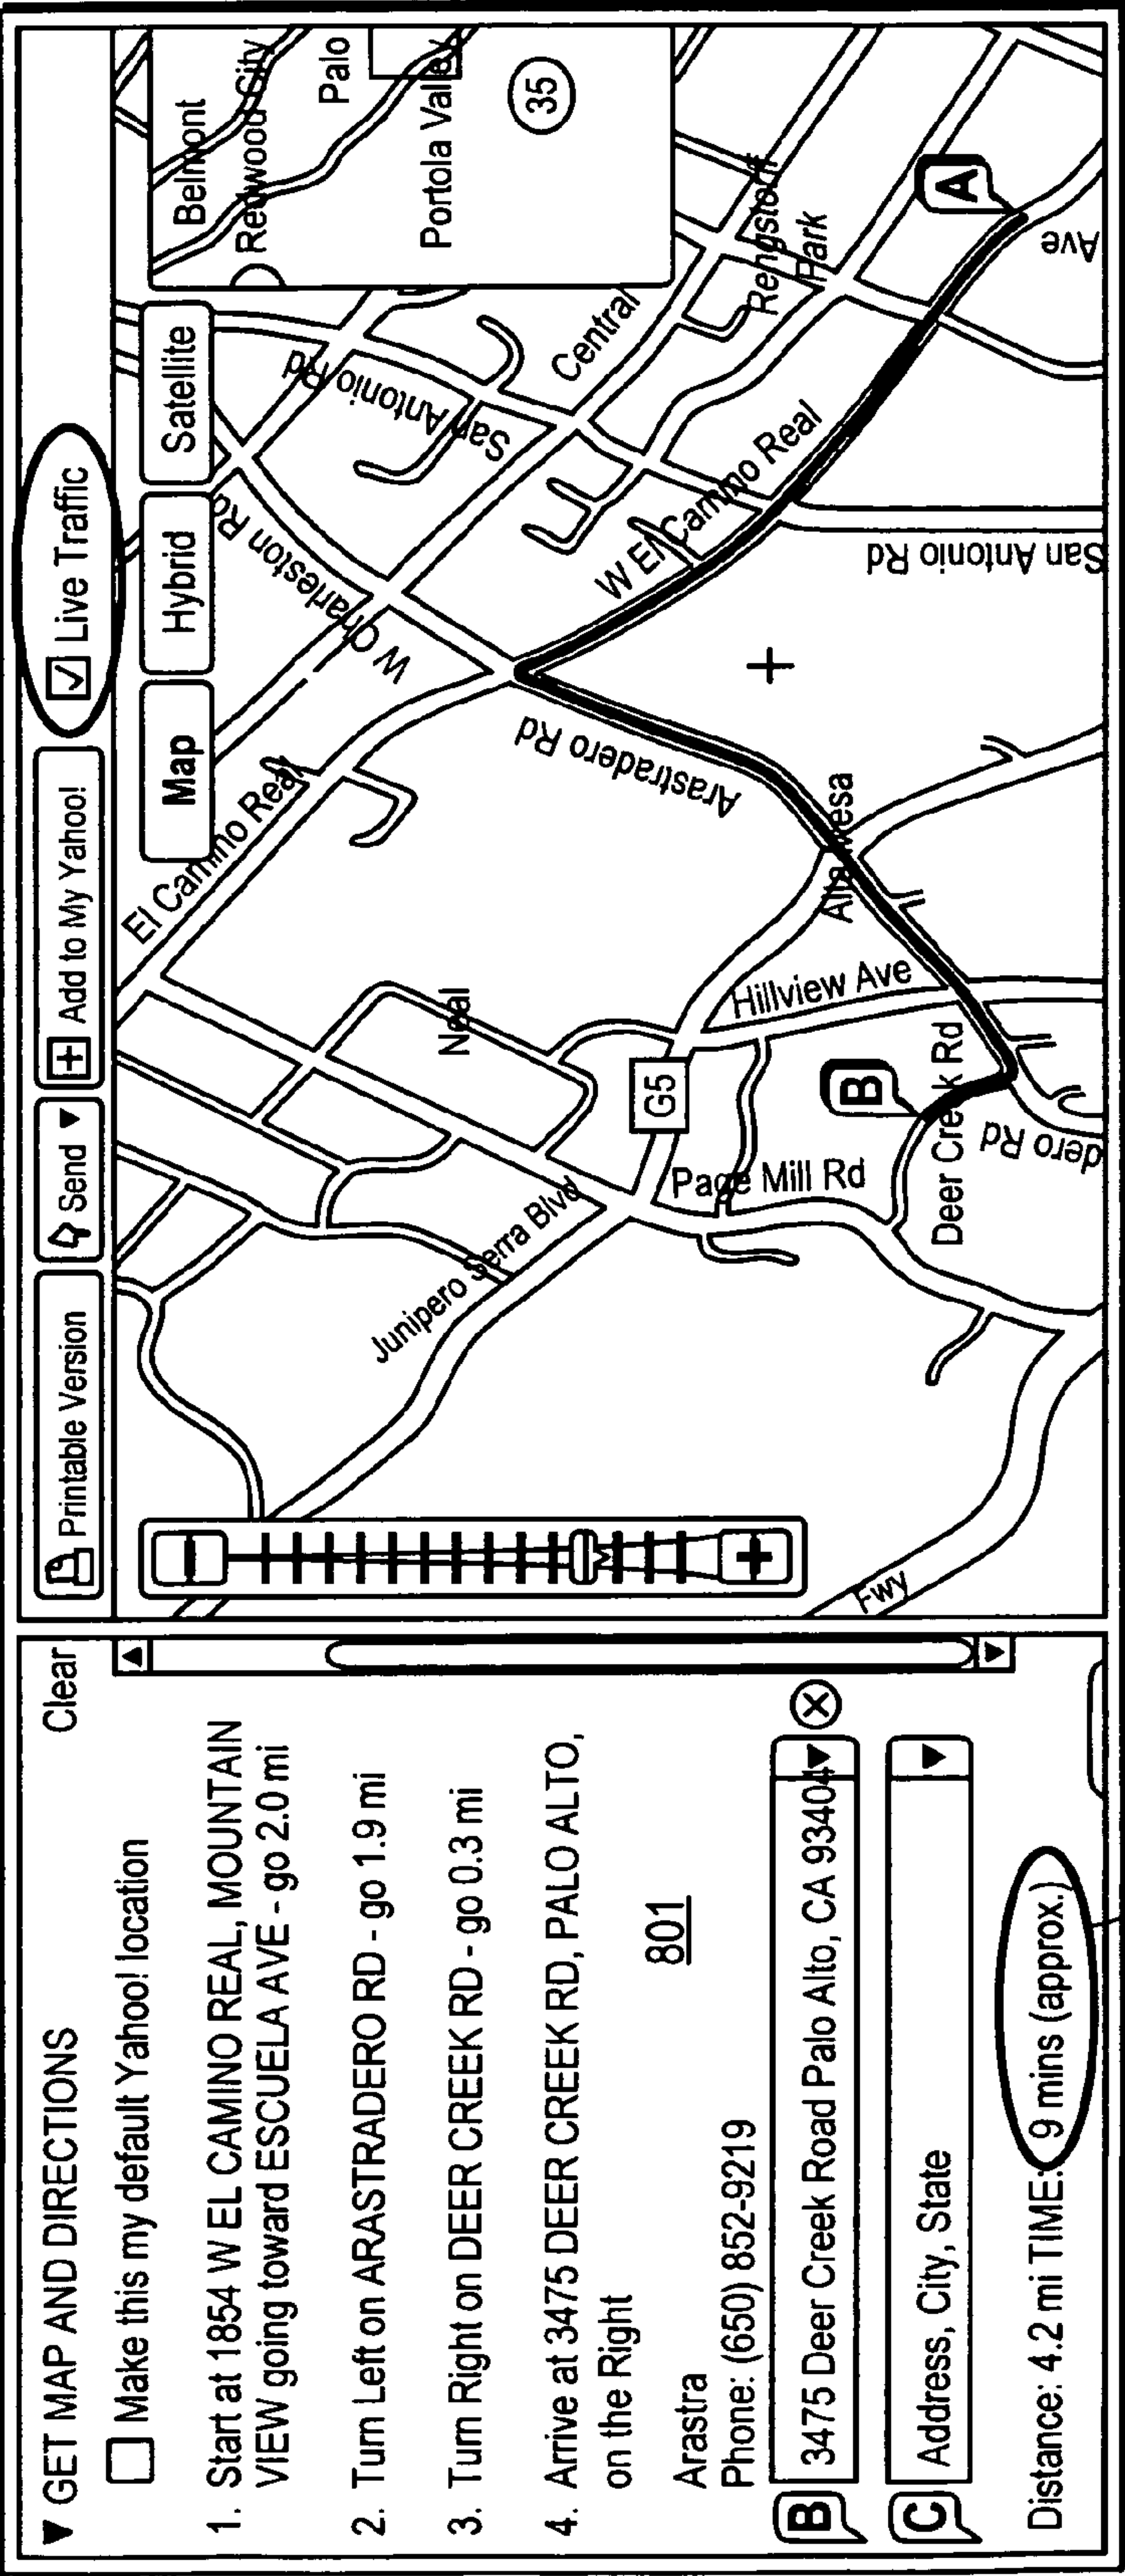 ▼ GET MAP AND DIRECTIONS
Clear
Make this my default Yahoo! location
1. Start at 1854 W EL CAMINO REAL, MOUNTAIN
VIEW going toward ESCUELA AVE - go 2.0 mi
2. Turn Left on ARASTRADERO RD - go 1.9 mi
3. Turn Right on DEER CREEK RD - go 0.3 mi
4. Arrive at 3475 DEER CREEK RD, PALO ALTO,
on the Right
801
Arastra
Phone: (650) 852-9219
B 3475 Deer Creek Road Palo Alto, CA 93404
C Address, City, State
Distance: 4.2 mi TIME: 9 mins (approx.)
Printable Version
Send ▼
Add to My Yahoo!
Live Traffic
Map
Hybrid
Satellite
Belmont
Redwood City
Palo
Portola Valley
35
El Camino Real
W Charleston Rd
San Antonio Rd
Central
Rengstorff
Park
Neal
Junipero Serra Blvd
G5
Page Mill Rd
Hillview Ave
Arastradero Rd
W El Camino Real
Alta Mesa
San Antonio Rd
A
Ave
B
Deer Creek Rd
dero Rd
Fwy